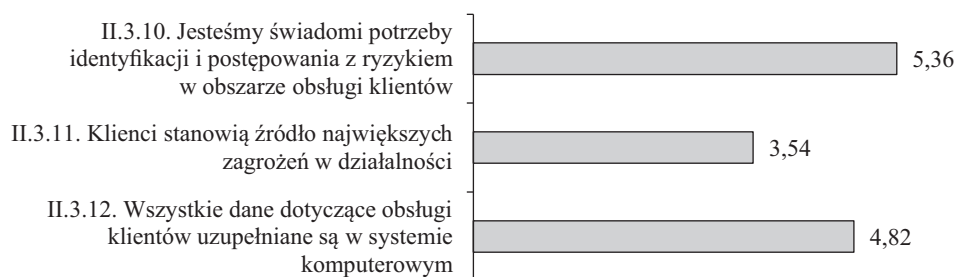 II.3.10. Jesteśmy świadomi potrzeby
identyfikacji i postępowania z ryzykiem
w obszarze obsługi klientów
5,36
II.3.11. Klienci stanowią źródło największych
zagrożeń w działalności
3,54
II.3.12. Wszystkie dane dotyczące obsługi
klientów uzupełniane są w systemie
komputerowym
4,82